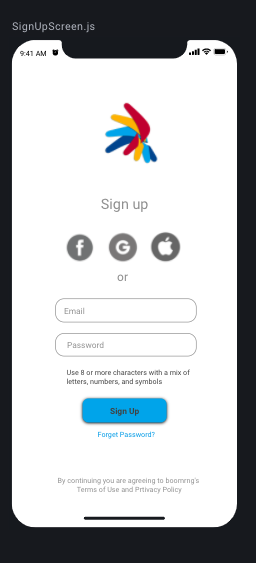 SignUpScreen.js
9:41 AM
Sign up
f G
or
Email
Password
Use 8 or more characters with a mix of
letters, numbers, and symbols
Sign Up
Forget Password?
By continuing you are agreeing to boomrng's
Terms of Use and Prtivacy Policy